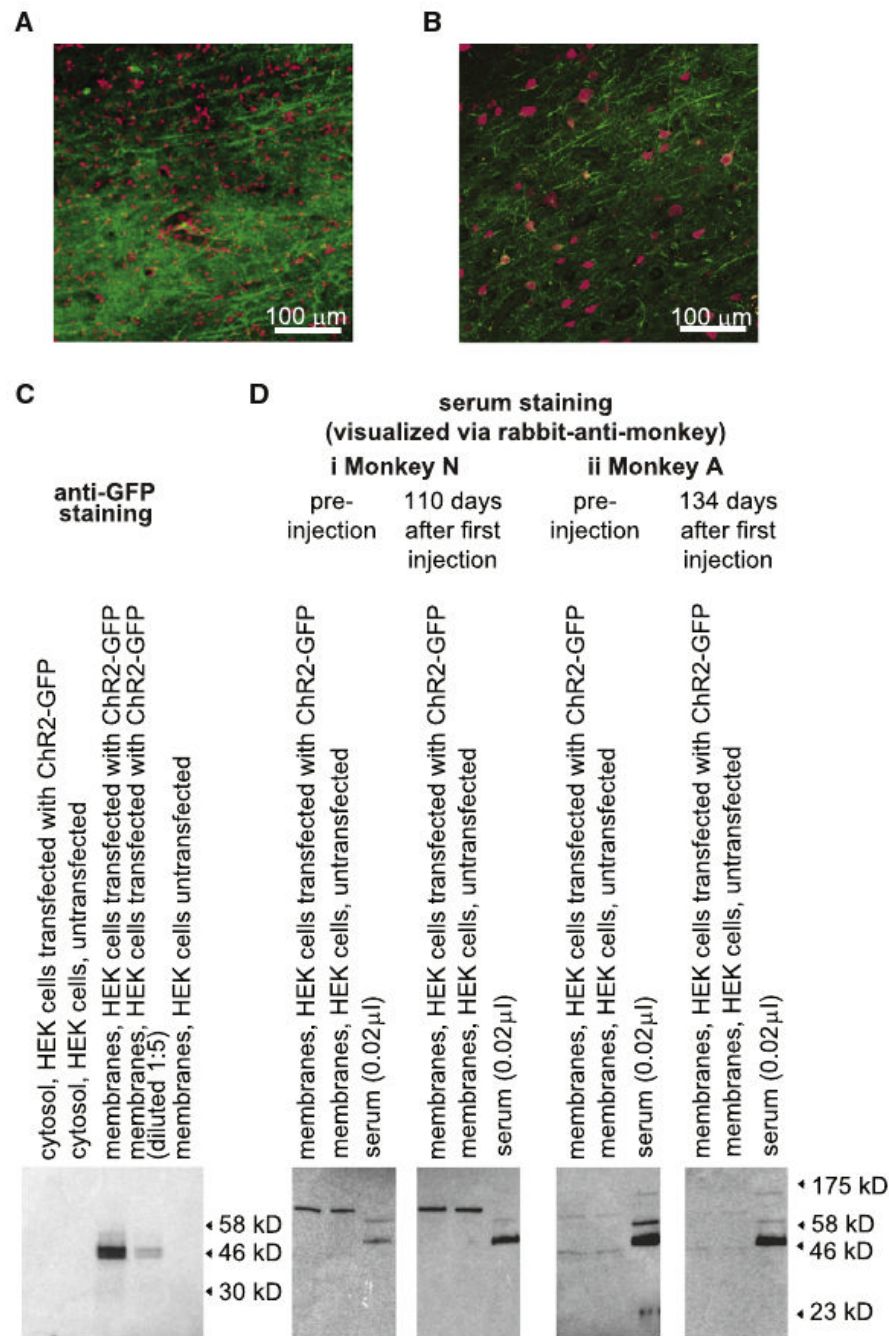 A
B
100 μm
100 μm
C
D
serum staining
(visualized via rabbit-anti-monkey)
i Monkey N
ii Monkey A
anti-GFP
staining
pre-
injection
110 days
after first
injection
pre-
injection
134 days
after first
injection
cytosol, HEK cells transfected with ChR2-GFP
cytosol, HEK cells, untransfected
membranes, HEK cells transfected with ChR2-GFP
membranes, HEK cells transfected with ChR2-GFP
(diluted 1:5)
membranes, HEK cells untransfected
membranes, HEK cells transfected with ChR2-GFP
membranes, HEK cells, untransfected
serum (0.02μl)
membranes, HEK cells transfected with ChR2-GFP
membranes, HEK cells, untransfected
serum (0.02μl)
membranes, HEK cells transfected with ChR2-GFP
membranes, HEK cells, untransfected
serum (0.02μl)
membranes, HEK cells transfected with ChR2-GFP
membranes, HEK cells, untransfected
serum (0.02μl)
58 kD
46 kD
30 kD
175 kD
58 kD
46 kD
23 kD